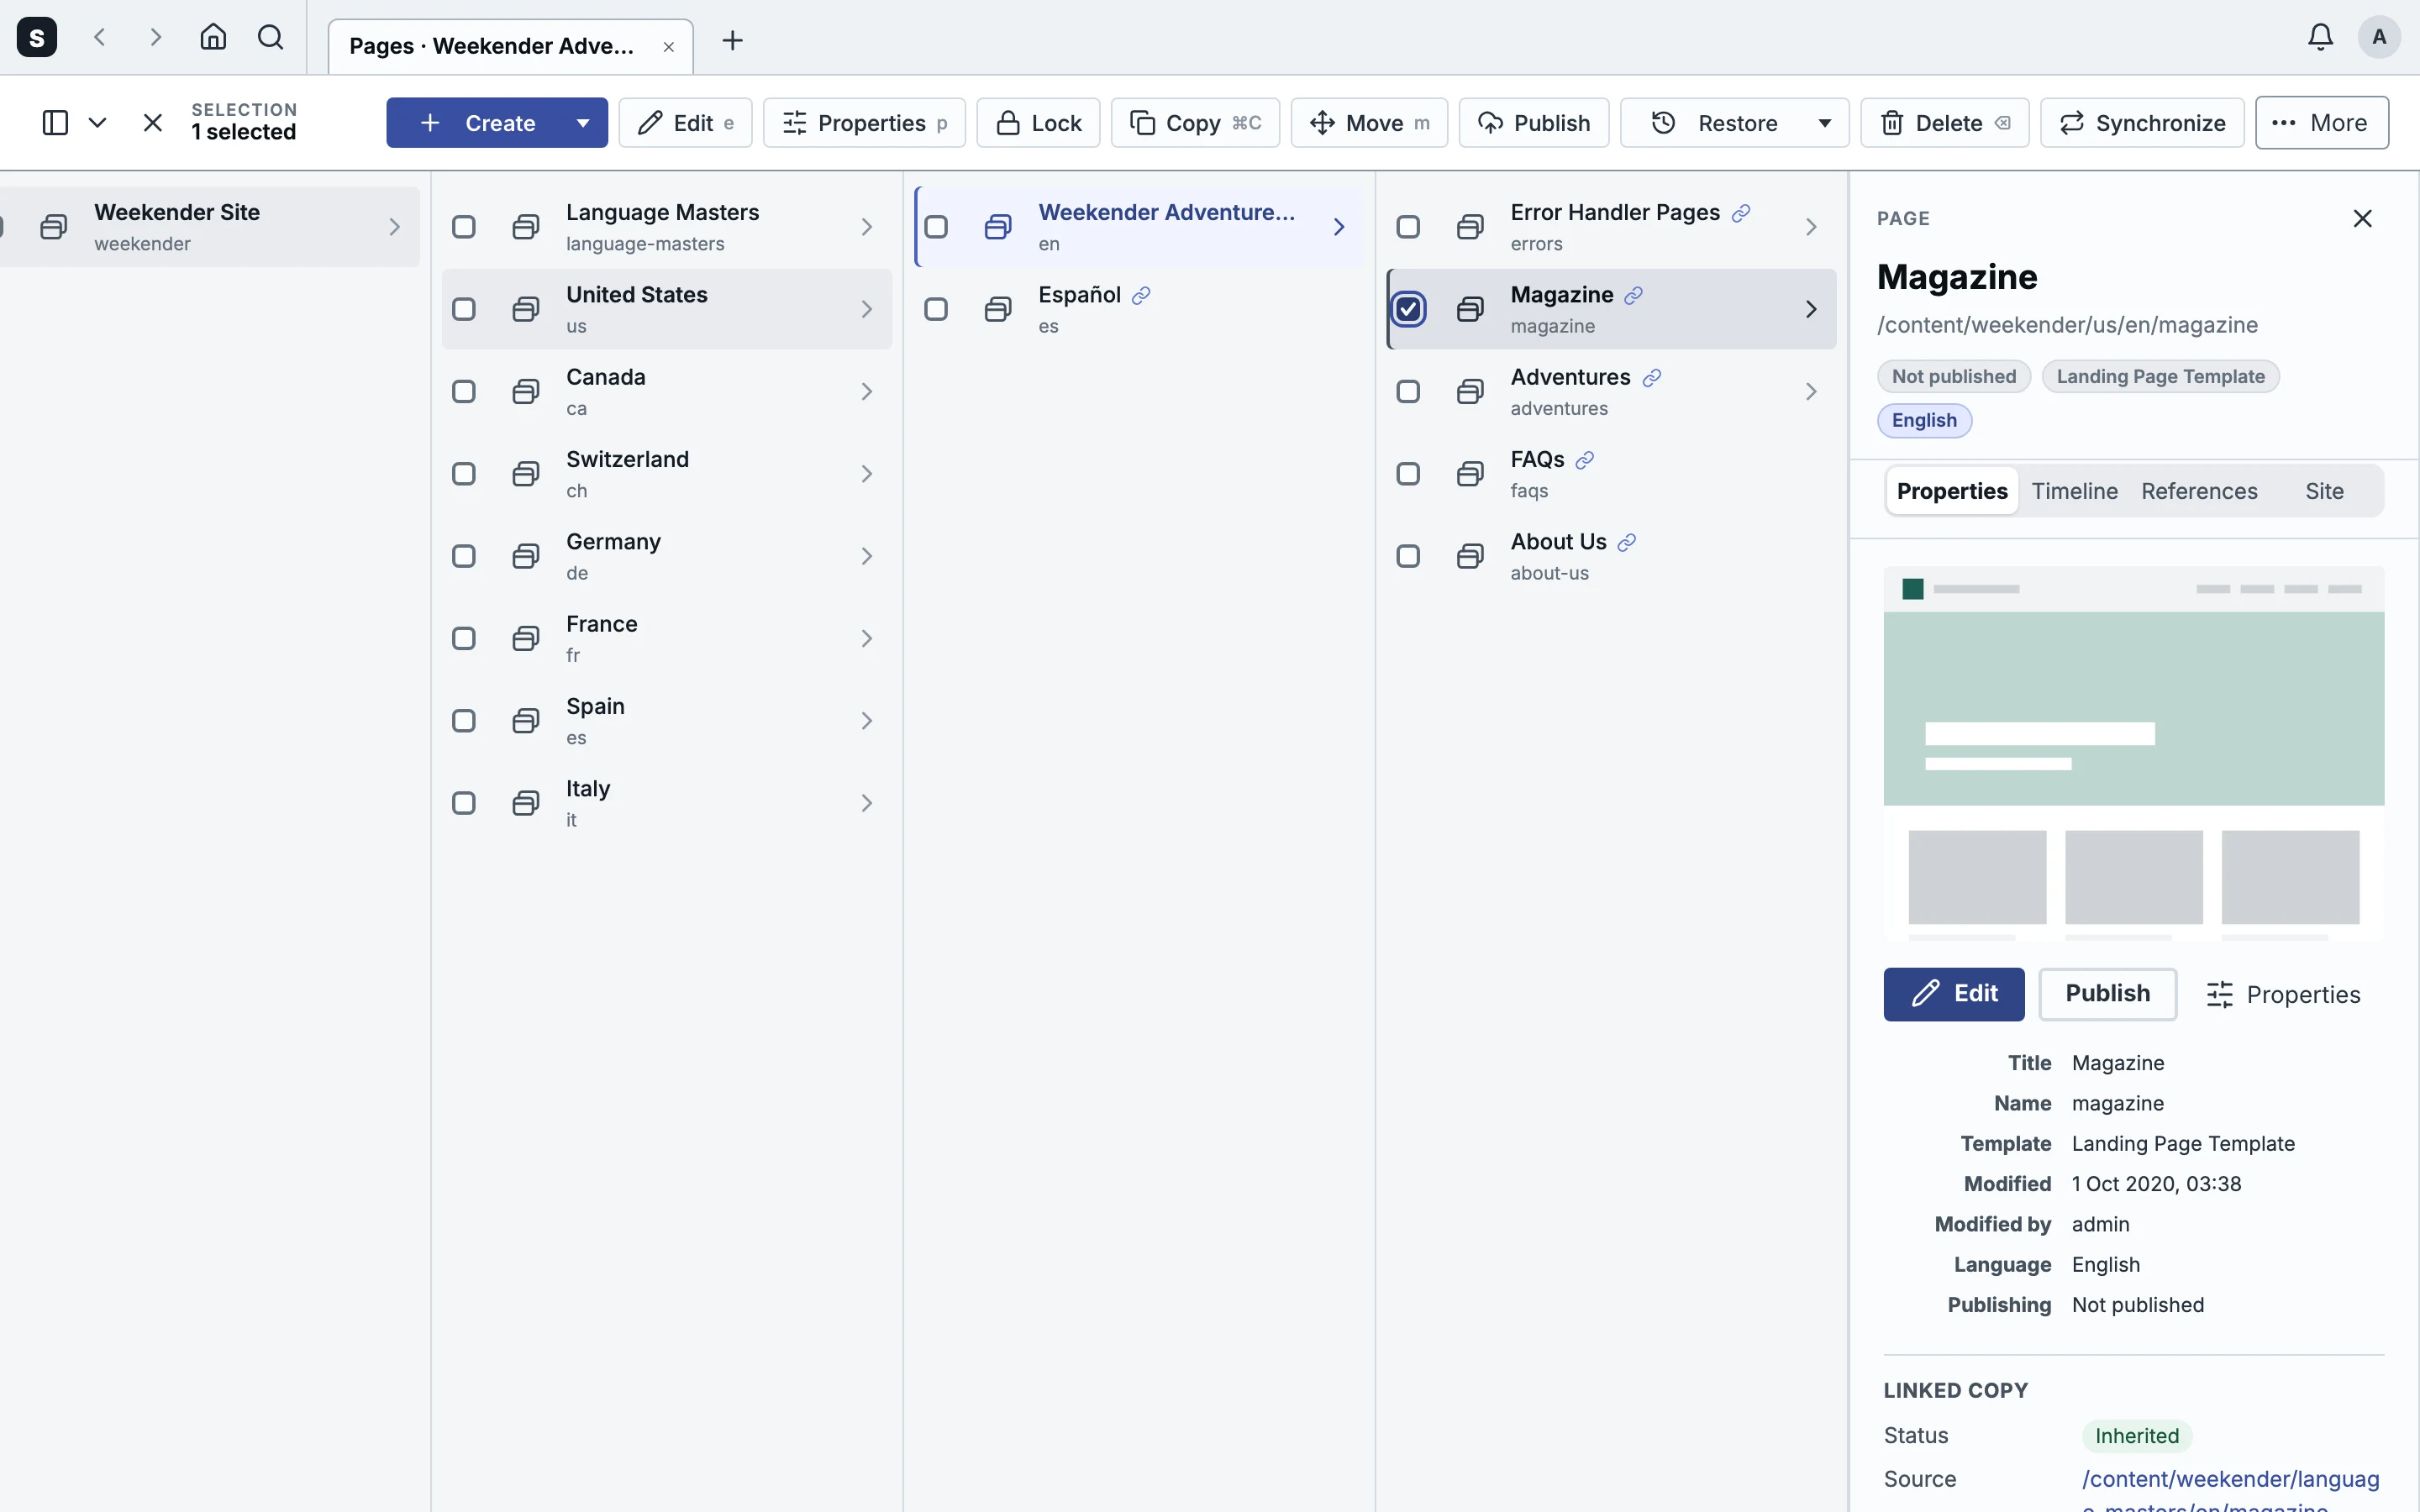 S
Pages · Weekender Adve...
A
SELECTION
1 selected
Create
Edit e
Properties p
Lock
Copy ⌘C
Move m
Publish
Restore
Delete
Synchronize
More
Weekender Site
weekender
Language Masters
language-masters
United States
us
Canada
ca
Switzerland
ch
Germany
de
France
fr
Spain
es
Italy
it
Weekender Adventure...
en
Español
es
Error Handler Pages
errors
Magazine
magazine
Adventures
adventures
FAQs
faqs
About Us
about-us
PAGE
Magazine
/content/weekender/us/en/magazine
Not published
Landing Page Template
English
Properties
Timeline
References
Site
Edit
Publish
Properties
Title Magazine
Name magazine
Template Landing Page Template
Modified 1 Oct 2020, 03:38
Modified by admin
Language English
Publishing Not published
LINKED COPY
Status Inherited
Source /content/weekender/languag
e-masters/en/magazine